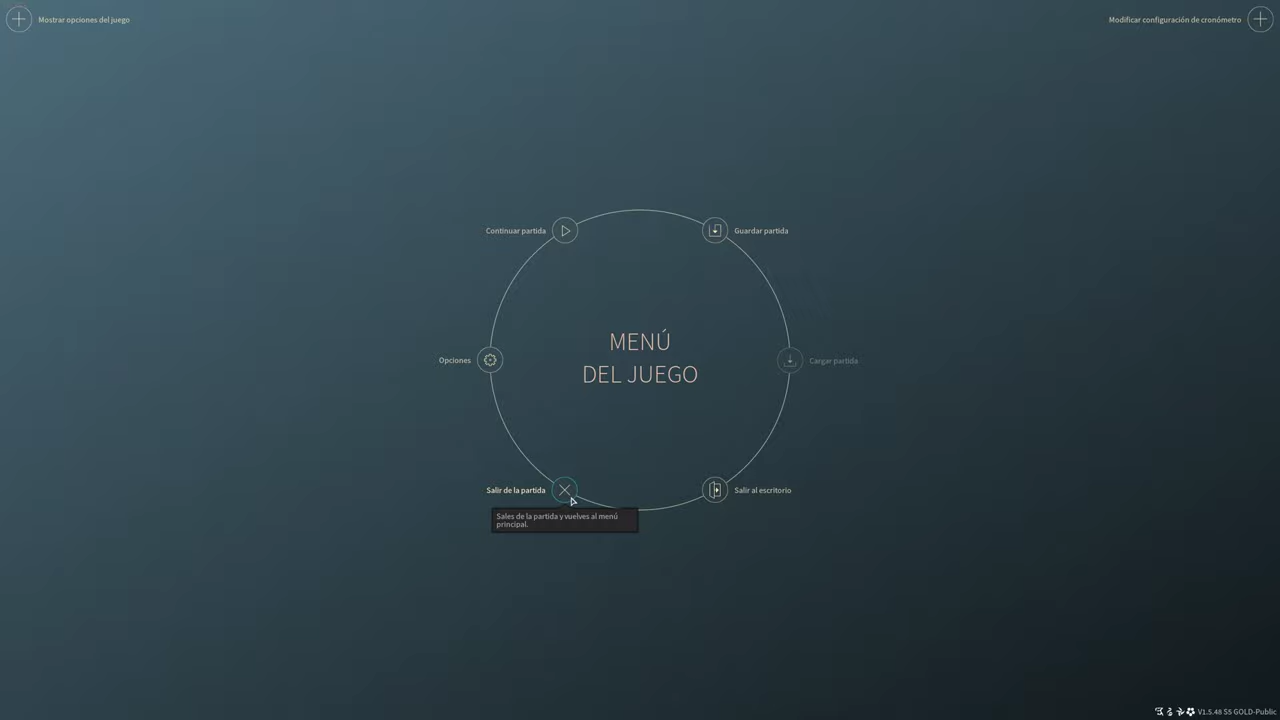 Mostrar opciones del juego
Modificar configuración de cronómetro
Continuar partida
Guardar partida
MENÚ
DEL JUEGO
Opciones
Cargar partida
Salir de la partida
Salir al escritorio
Sales de la partida y vuelves al menú
principal.
V1.5.48 S5 GOLD-Public